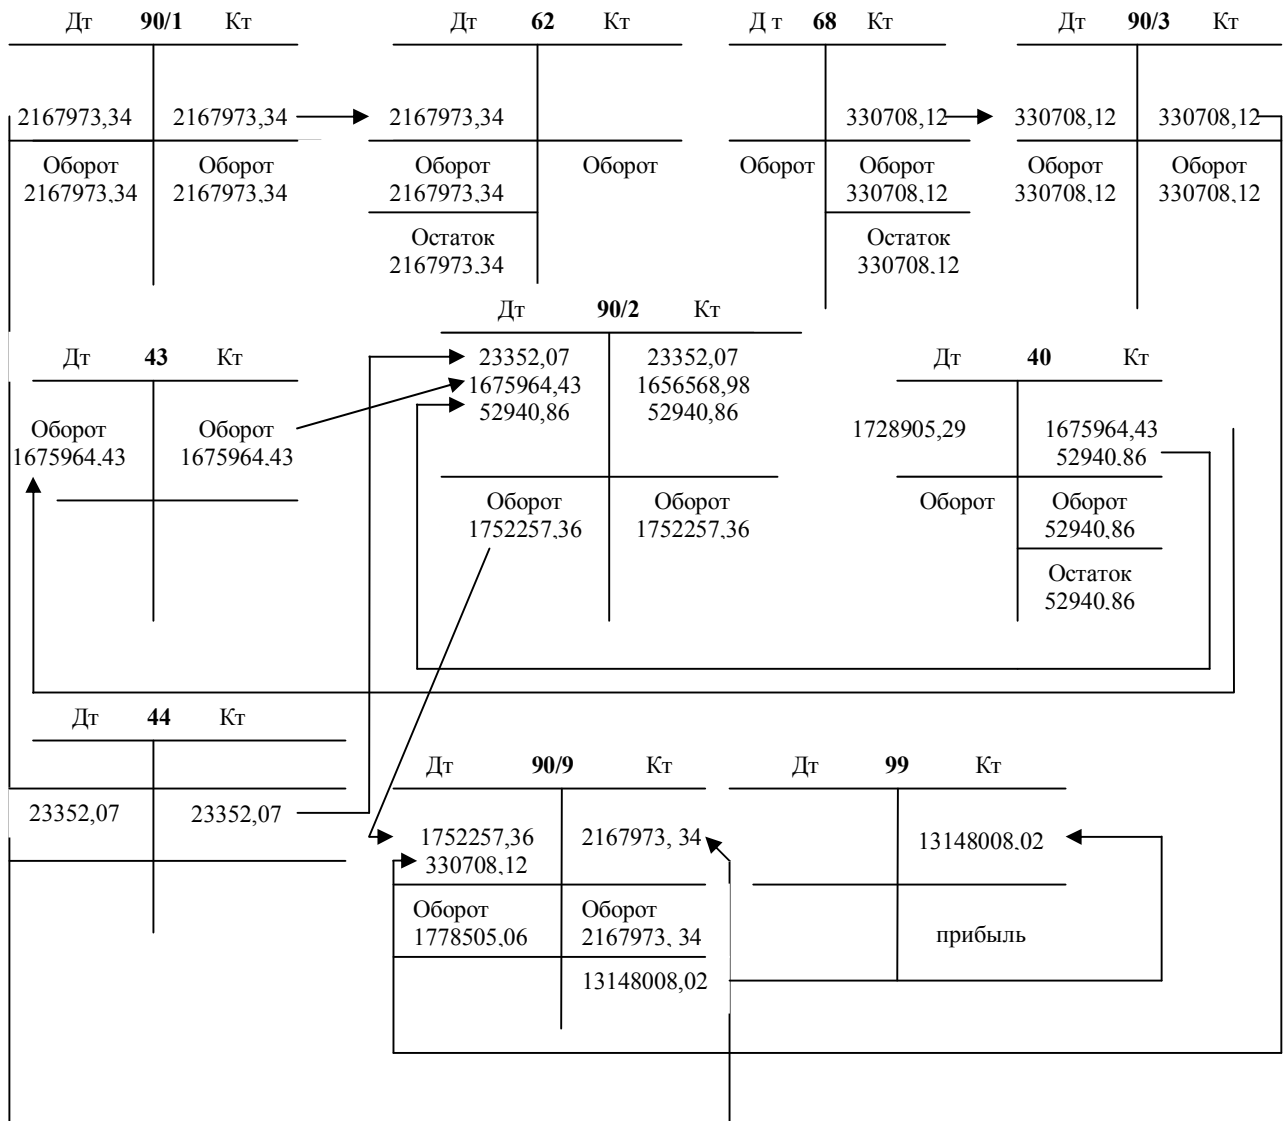 Дт 90/1 Кт
2167973,34 2167973,34
Оборот Оборот
2167973,34 2167973,34
Дт 62 Кт
2167973,34
Оборот Оборот
2167973,34
Остаток
2167973,34
Д т 68 Кт
330708,12
Оборот Оборот
330708,12
Остаток
330708,12
Дт 90/3 Кт
330708,12 330708,12
Оборот Оборот
330708,12 330708,12
Дт 43 Кт
Оборот Оборот
1675964,43 1675964,43
Дт 90/2 Кт
23352,07 23352,07
1675964,43 1656568,98
52940,86 52940,86
Оборот Оборот
1752257,36 1752257,36
Дт 40 Кт
1728905,29 1675964,43
52940,86
Оборот Оборот
52940,86
Остаток
52940,86
Дт 44 Кт
23352,07 23352,07
Дт 90/9 Кт
1752257,36 2167973, 34
330708,12
Оборот Оборот
1778505,06 2167973, 34
13148008,02
Дт 99 Кт
13148008,02
прибыль